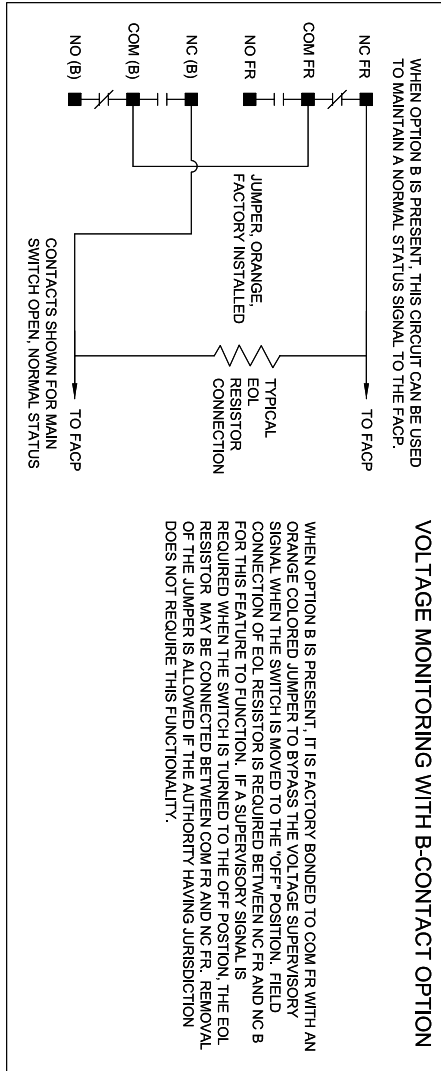 VOLTAGE MONITORING WITH B-CONTACT OPTION
WHEN OPTION B IS PRESENT, THIS CIRCUIT CAN BE USED
TO MAINTAIN A NORMAL STATUS SIGNAL TO THE FACP.
NC FR
COM FR
NO FR
NC (B)
COM (B)
NO (B)
JUMPER, ORANGE,
FACTORY INSTALLED
TO FACP
TYPICAL
EOL
RESISTOR
CONNECTION
TO FACP
CONTACTS SHOWN FOR MAIN
SWITCH OPEN, NORMAL STATUS
WHEN OPTION B IS PRESENT, IT IS FACTORY BONDED TO COM FR WITH AN
ORANGE COLORED JUMPER TO BYPASS THE VOLTAGE SUPERVISORY
SIGNAL WHEN THE SWITCH IS MOVED TO THE "OFF" POSITION. FIELD
CONNECTION OF EOL RESISTOR IS REQUIRED BETWEEN NC FR AND NC B
FOR THIS FEATURE TO FUNCTION. IF A SUPERVISORY SIGNAL IS
REQUIRED WHEN THE SWITCH IS TURNED TO THE OFF POSTION, THE EOL
RESISTOR MAY BE CONNECTED BETWEEN COM FR AND NC FR. REMOVAL
OF THE JUMPER IS ALLOWED IF THE AUTHORITY HAVING JURISDICTION
DOES NOT REQUIRE THIS FUNCTIONALITY.